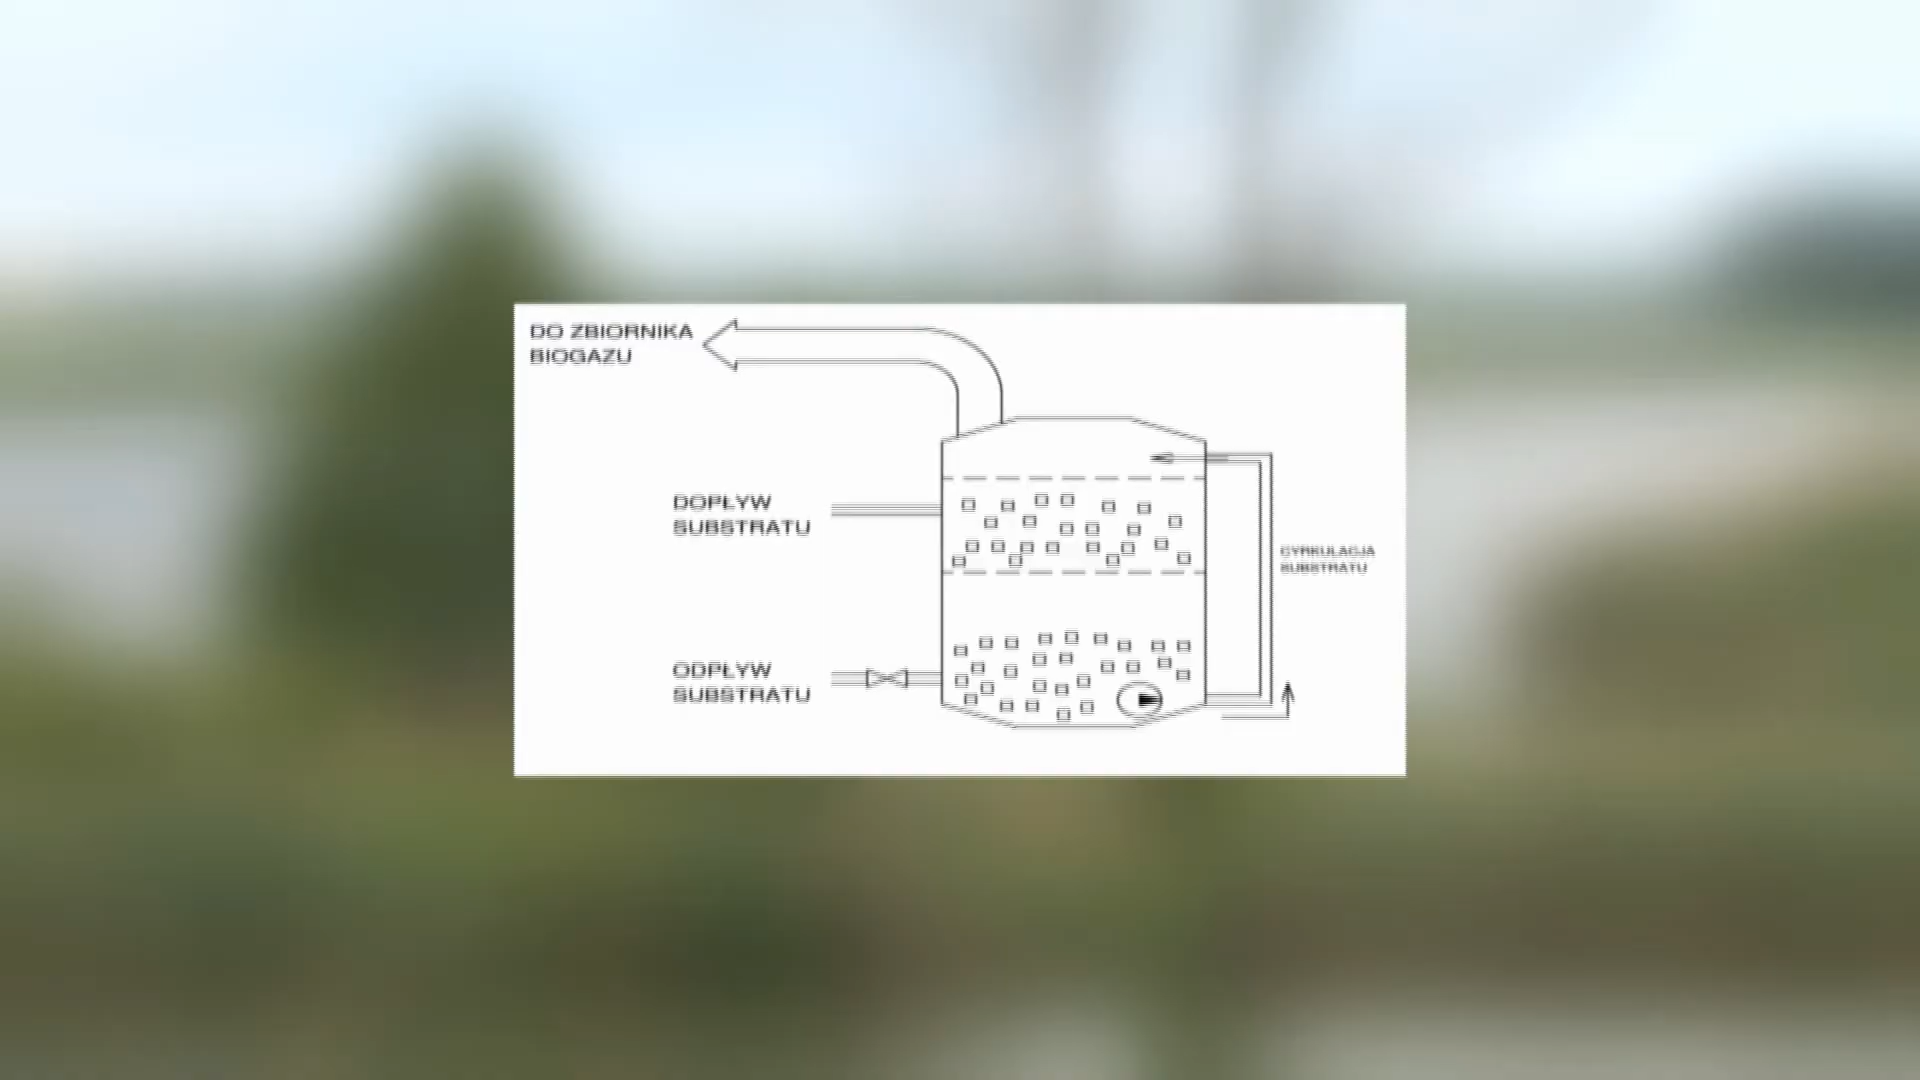 DO ZBIORNIKA
BIOGAZU
DOPŁYW
SUBSTRATU
CYRKULACJA
SUBSTRATU
ODPŁYW
SUBSTRATU